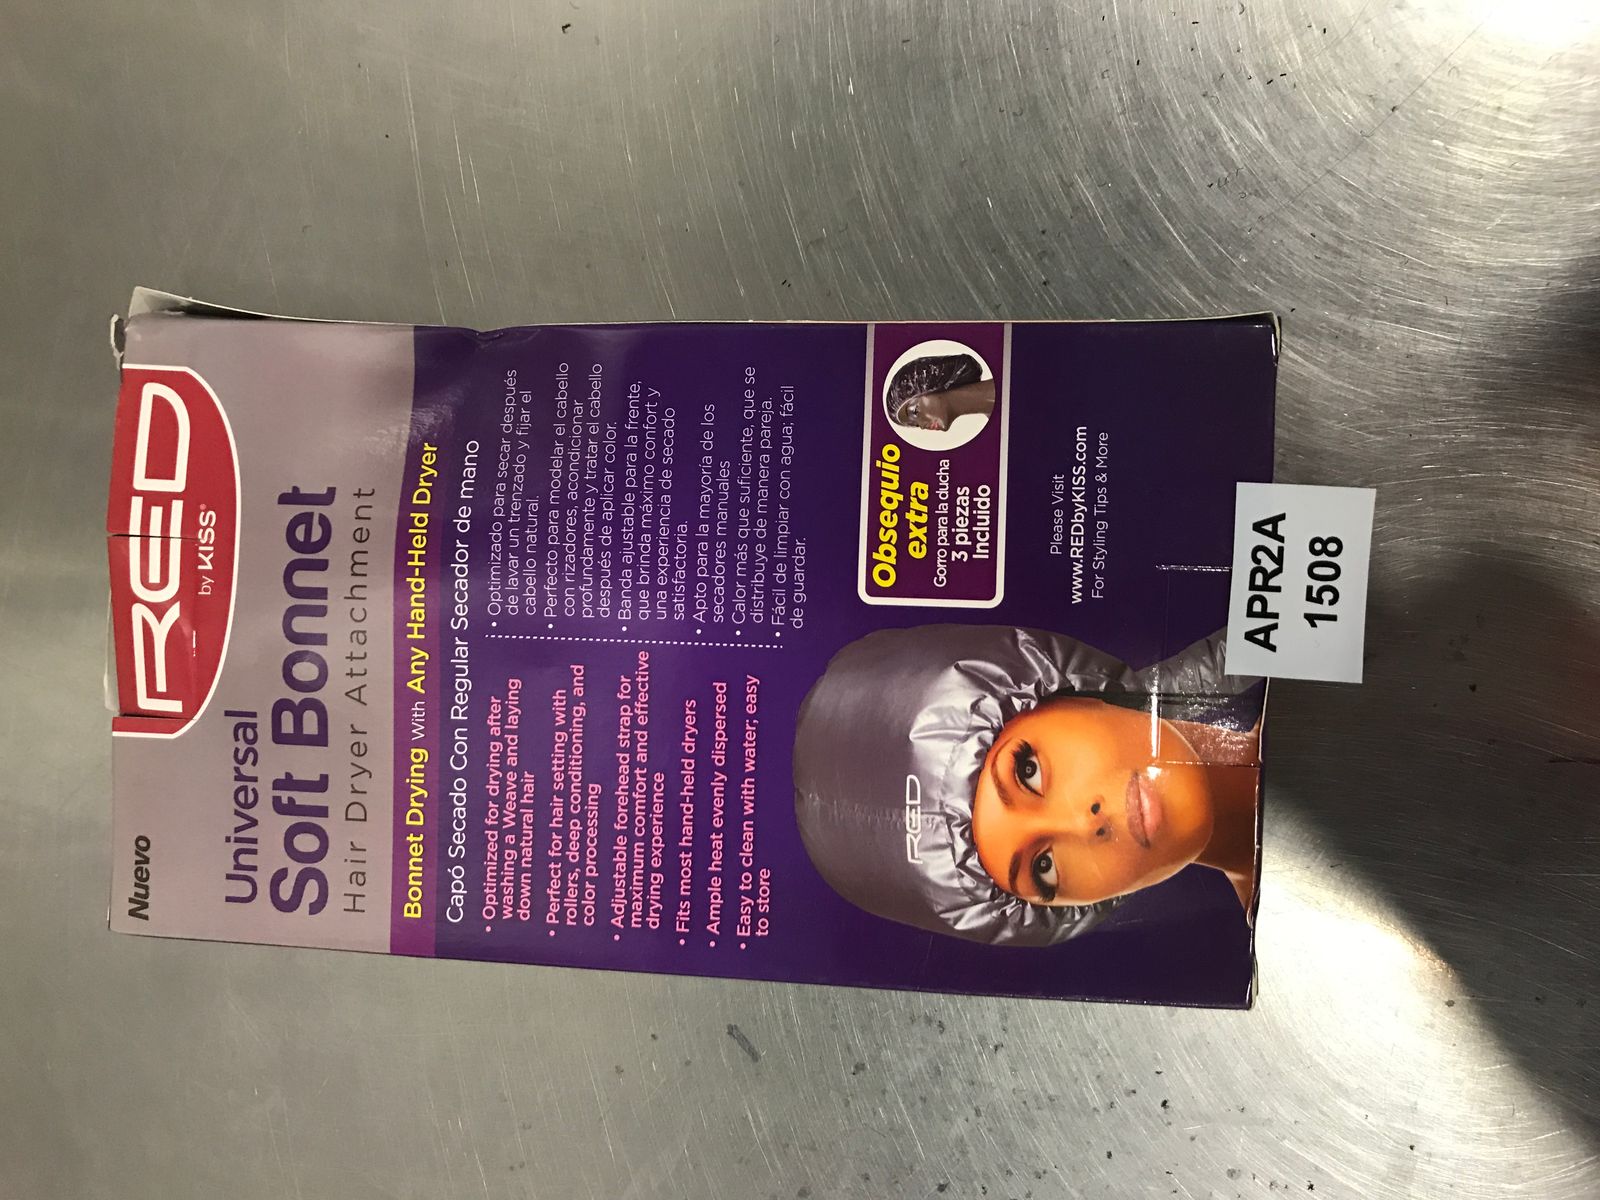 RED
by KISS®
Nuevo
Universal
Soft Bonnet
Hair Dryer Attachment
Bonnet Drying With Any Hand-Held Dryer
Capó Secado Con Regular Secador de mano
• Optimized for drying after
washing a Weave and laying
down natural hair
• Perfect for hair setting with
rollers, deep conditioning, and
color processing
• Adjustable forehead strap for
maximum comfort and effective
drying experience
• Fits most hand-held dryers
• Ample heat evenly dispersed
• Easy to clean with water; easy
to store
• Optimizado para secar después
de lavar un trenzado y fijar el
cabello natural.
• Perfecto para modelar el cabello
con rizadores, acondicionar
profundamente y tratar el cabello
después de aplicar color.
• Banda ajustable para la frente,
que brinda máximo confort y
una experiencia de secado
satisfactoria.
• Apto para la mayoría de los
secadores manuales
• Calor más que suficiente, que se
distribuye de manera pareja.
• Fácil de limpiar con agua; fácil
de guardar.
RED
Obsequio
extra
Gorro para la ducha
3 piezas
Incluido
Please Visit
www.REDbyKISS.com
For Styling Tips & More
APR2A
1508